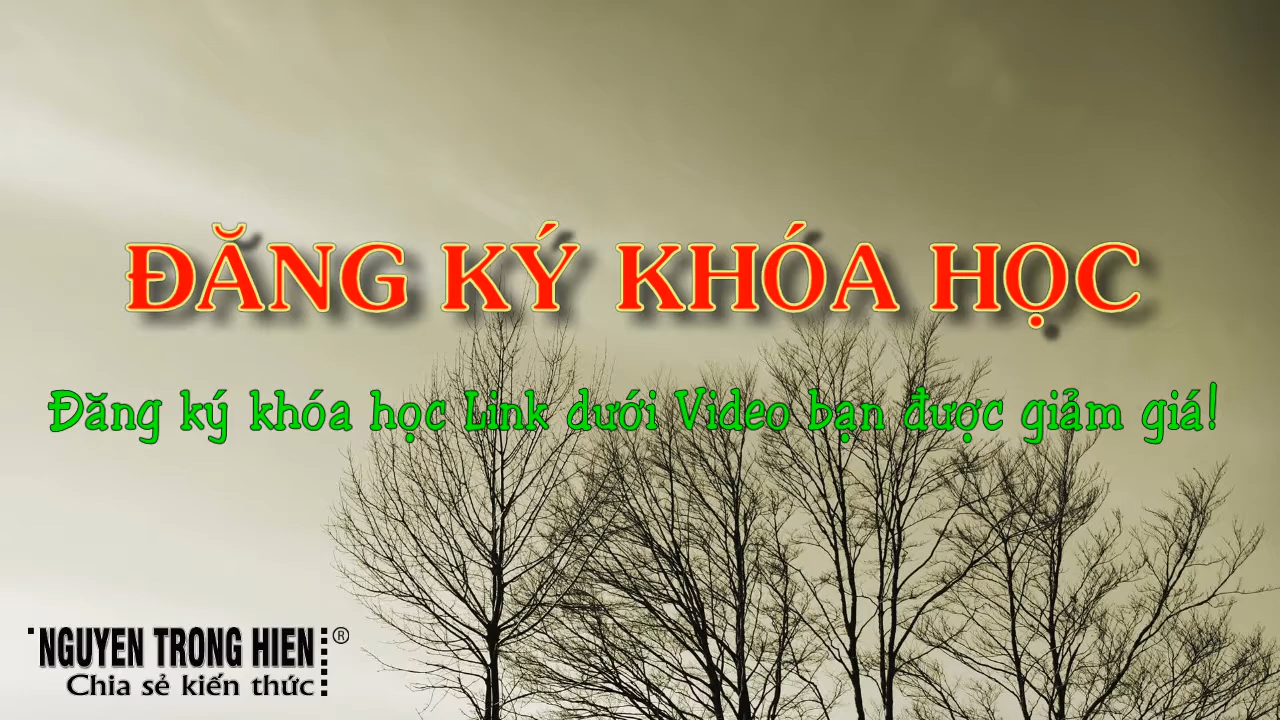 ĐĂNG KÝ KHÓA HỌC
Đăng ký khóa học Link dưới Video bạn được giảm giá!
NGUYEN TRONG HIEN ®
Chia sẻ kiến thức